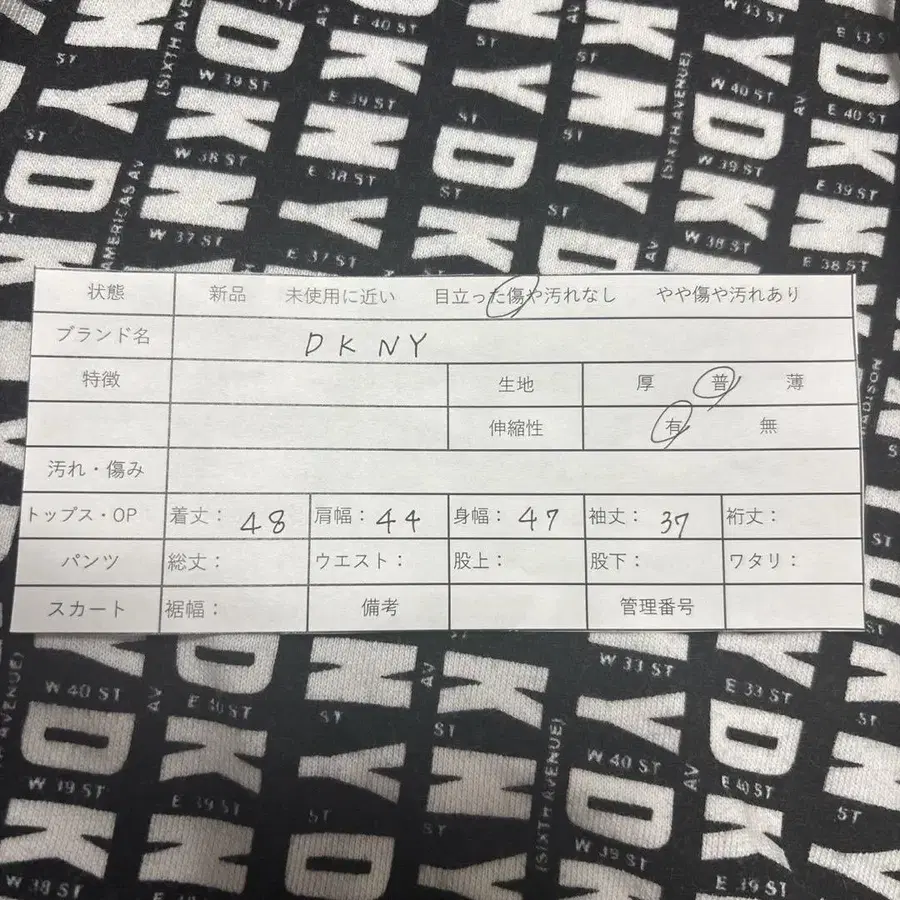 状態 新品 未使用に近い 目立った傷や汚れなし やや傷や汚れあり
ブランド名 DKNY
特徴 生地 厚 普 薄
伸縮性 有 無
汚れ・傷み
トップス・OP 着丈: 48 肩幅: 44 身幅: 47 袖丈: 37 裄丈:
パンツ 総丈: ウエスト: 股上: 股下: ワタリ:
スカート 裾幅: 備考 管理番号
DKNY
W 40 ST
W 39 ST
W 38 ST
W 37 ST
E 40 ST
E 39 ST
E 38 ST
E 37 ST
(SIXTH AVENUE)
AMERICAS AV
W 33 ST
E 33 ST